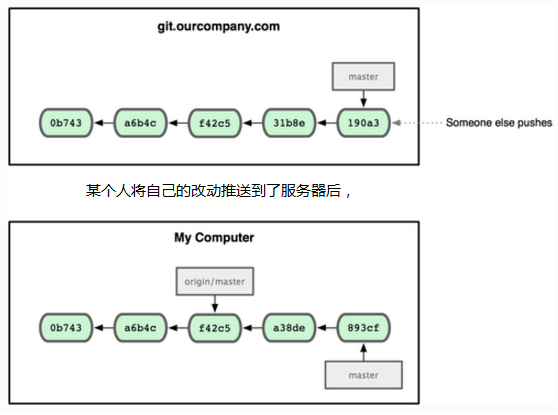 git.ourcompany.com
master
0b743 a6b4c f42c5 31b8e 190a3 Someone else pushes
某个人将自己的改动推送到了服务器后，
My Computer
origin/master
0b743 a6b4c f42c5 a38de 893cf
master